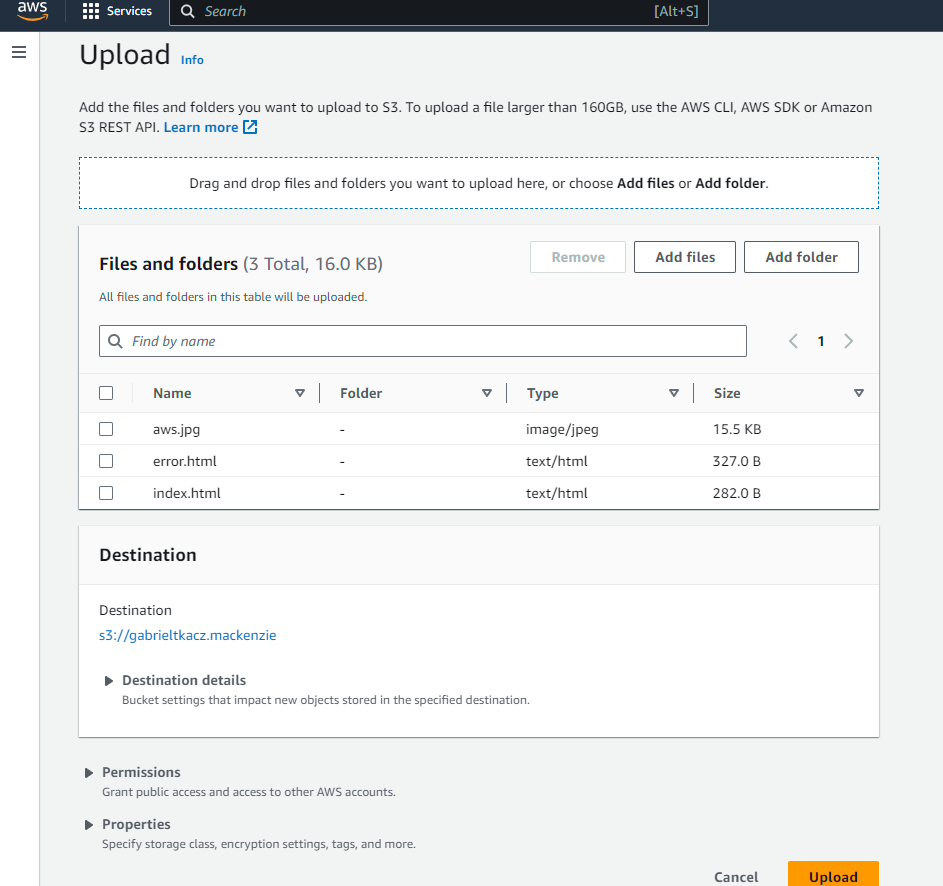 aws
Services
Search
[Alt+S]
Upload Info
Add the files and folders you want to upload to S3. To upload a file larger than 160GB, use the AWS CLI, AWS SDK or Amazon
S3 REST API. Learn more
Drag and drop files and folders you want to upload here, or choose Add files or Add folder.
Files and folders (3 Total, 16.0 KB)
Remove
Add files
Add folder
All files and folders in this table will be uploaded.
Find by name
1
Name Folder Type Size
aws.jpg - image/jpeg 15.5 KB
error.html - text/html 327.0 B
index.html - text/html 282.0 B
Destination
Destination
s3://gabrieltkacz.mackenzie
Destination details
Bucket settings that impact new objects stored in the specified destination.
Permissions
Grant public access and access to other AWS accounts.
Properties
Specify storage class, encryption settings, tags, and more.
Cancel
Upload